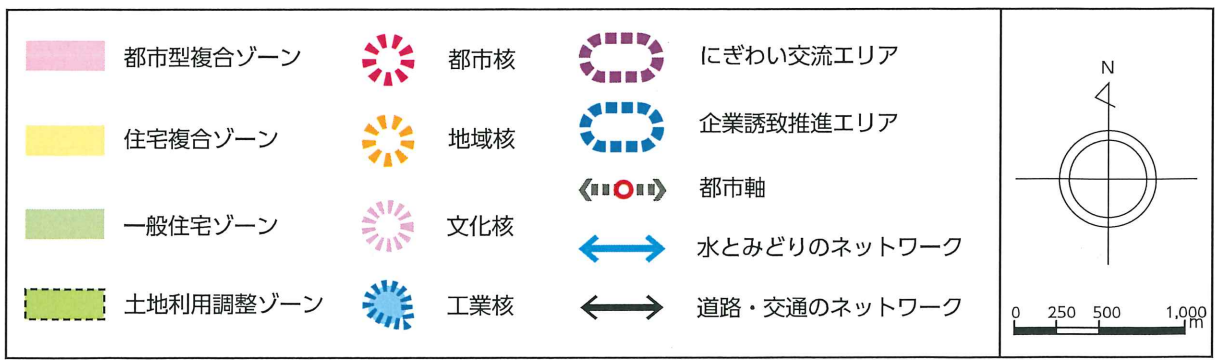 都市型複合ゾーン
住宅複合ゾーン
一般住宅ゾーン
土地利用調整ゾーン
都市核
地域核
文化核
工業核
にぎわい交流エリア
企業誘致推進エリア
都市軸
水とみどりのネットワーク
道路・交通のネットワーク
N
0 250 500 1,000
m